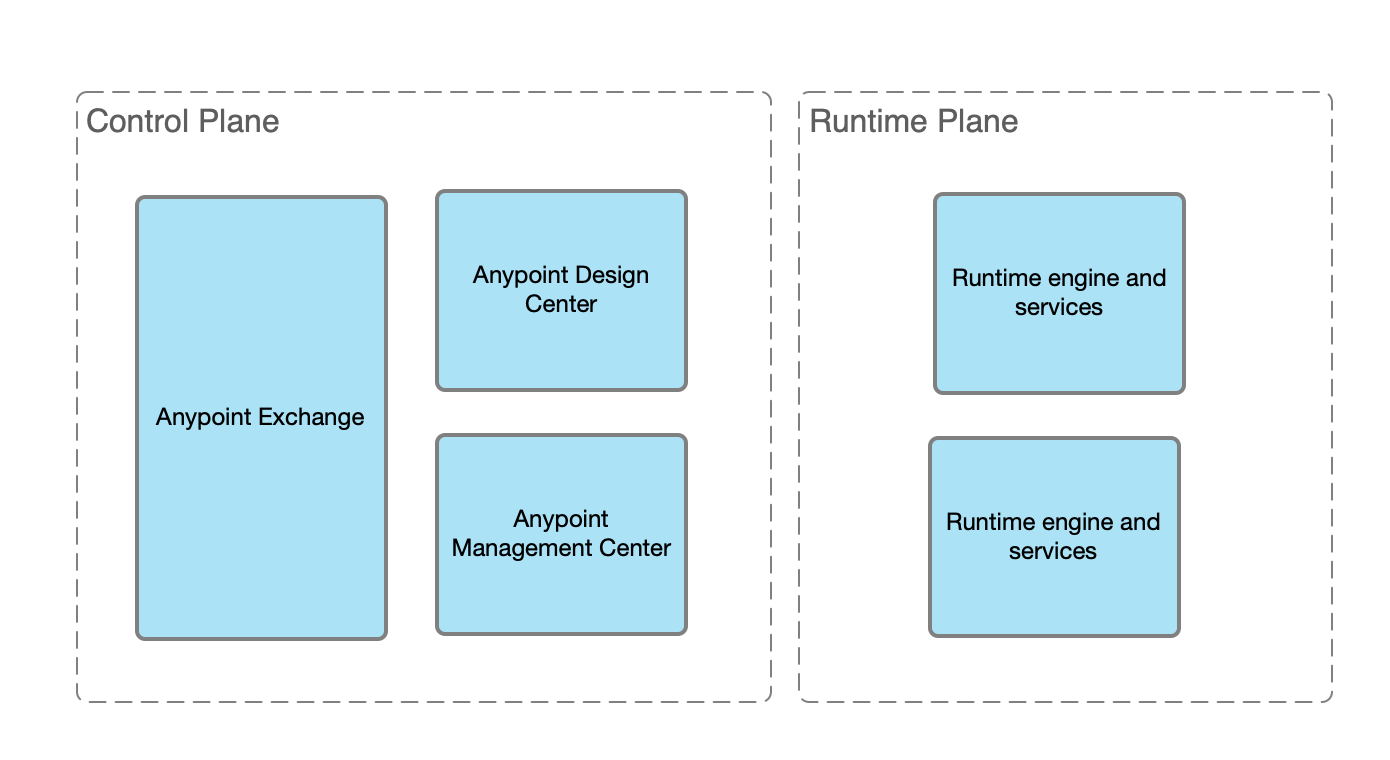 Control Plane
Anypoint Exchange
Anypoint Design
Center
Anypoint
Management Center
Runtime Plane
Runtime engine and
services
Runtime engine and
services